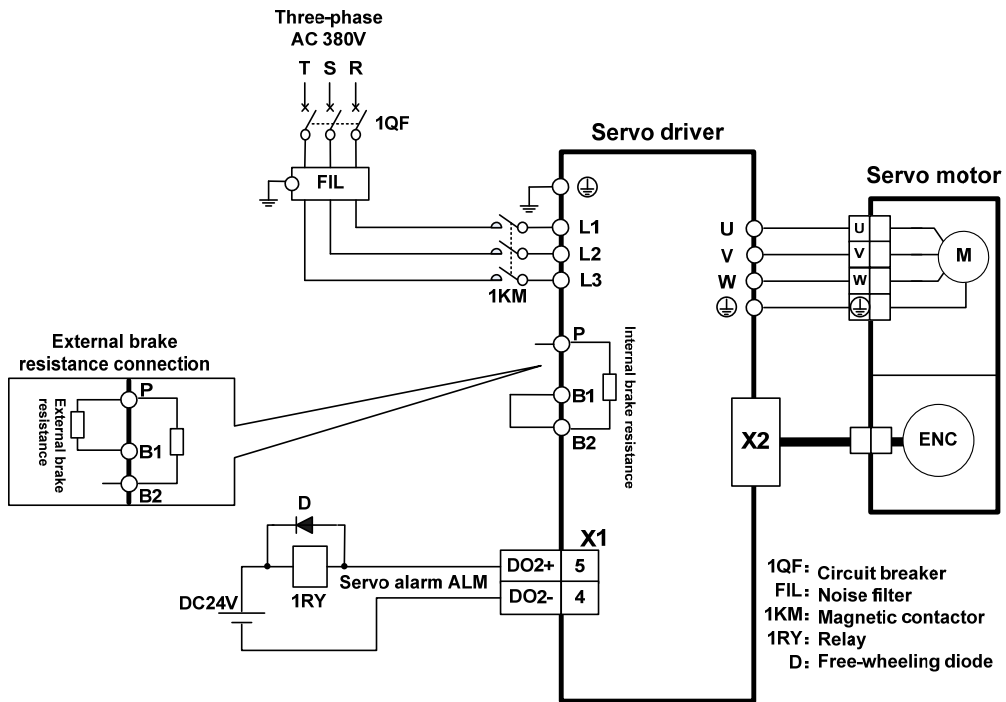 Three-phase
AC 380V
T S R
1QF
FIL
Servo driver
Servo motor
L1
L2
L3
1KM
U
V
W
U
V
W
M
External brake
resistance connection
P
B1
B2
External brake
resistance
P
B1
B2
Internal brake resistance
X2
ENC
D
1RY
DC24V
Servo alarm ALM
X1
DO2+ 5
DO2- 4
1QF: Circuit breaker
FIL: Noise filter
1KM: Magnetic contactor
1RY: Relay
D: Free-wheeling diode